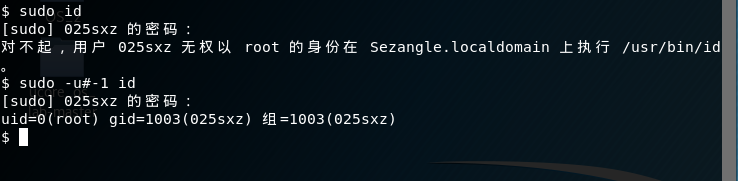 $ sudo id
[sudo] 025sxz 的密码：
对不起，用户 025sxz 无权以 root 的身份在 Sezangle.localdomain 上执行 /usr/bin/id
。
$ sudo -u#-1 id
[sudo] 025sxz 的密码：
uid=0(root) gid=1003(025sxz) 组=1003(025sxz)
$